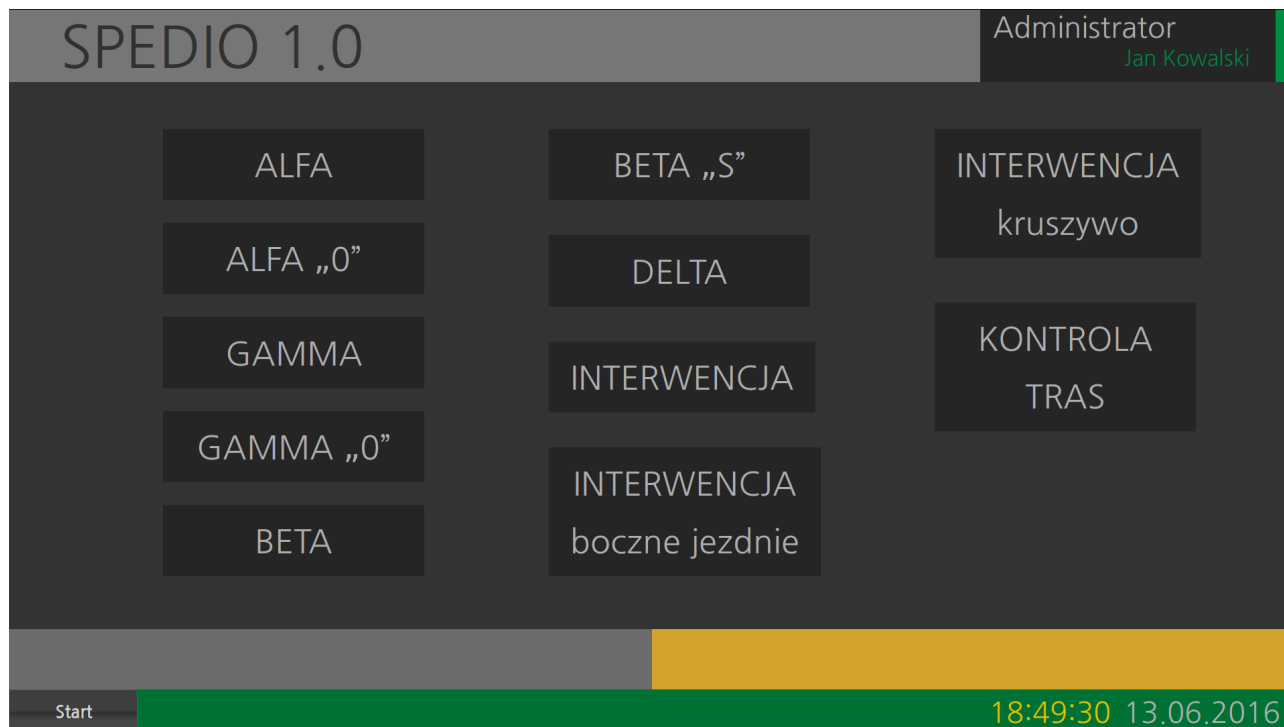 SPEDIO 1.0
Administrator
Jan Kowalski
ALFA
ALFA „0”
GAMMA
GAMMA „0”
BETA
BETA „S”
DELTA
INTERWENCJA
INTERWENCJA
boczne jezdnie
INTERWENCJA
kruszywo
KONTROLA
TRAS
Start
18:49:30 13.06.2016